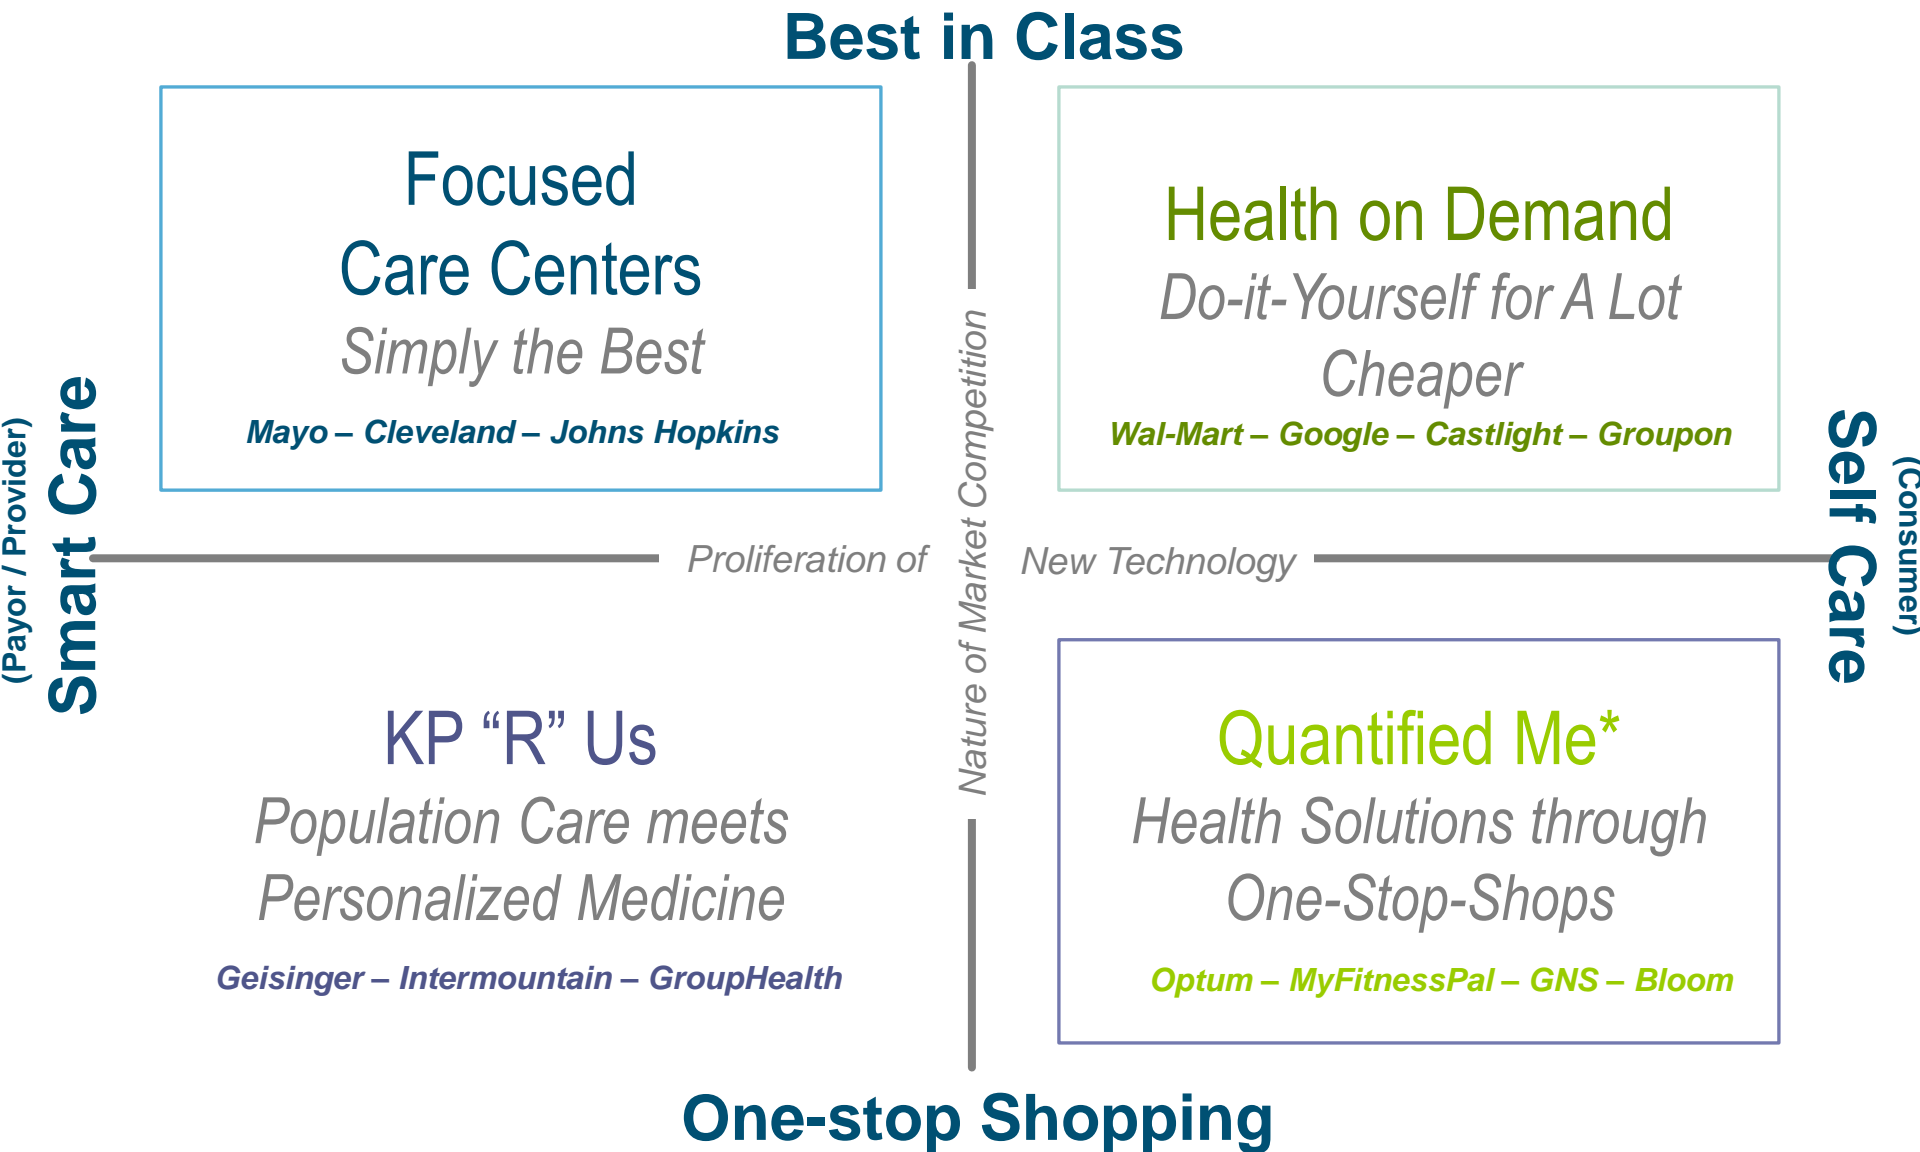 Best in Class
Focused
Care Centers
Simply the Best
Mayo – Cleveland – Johns Hopkins
Health on Demand
Do-it-Yourself for A Lot
Cheaper
Wal-Mart – Google – Castlight – Groupon
(Payor / Provider)
Smart Care
Proliferation of
Nature of Market Competition
New Technology
Self Care
(Consumer)
KP “R” Us
Population Care meets
Personalized Medicine
Geisinger – Intermountain – GroupHealth
Quantified Me*
Health Solutions through
One-Stop-Shops
Optum – MyFitnessPal – GNS – Bloom
One-stop Shopping